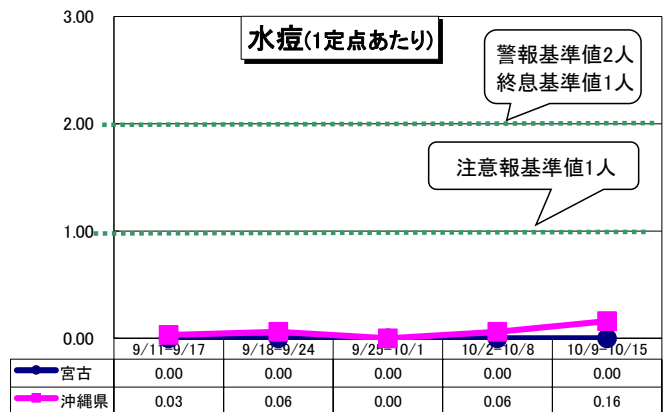 3.00
水痘(1定点あたり)
警報基準値2人
終息基準値1人
2.00
注意報基準値1人
1.00
0.00
9/11-9/17 9/18-9/24 9/25-10/1 10/2-10/8 10/9-10/15
宮古 0.00 0.00 0.00 0.00 0.00
沖縄県 0.03 0.06 0.00 0.06 0.16